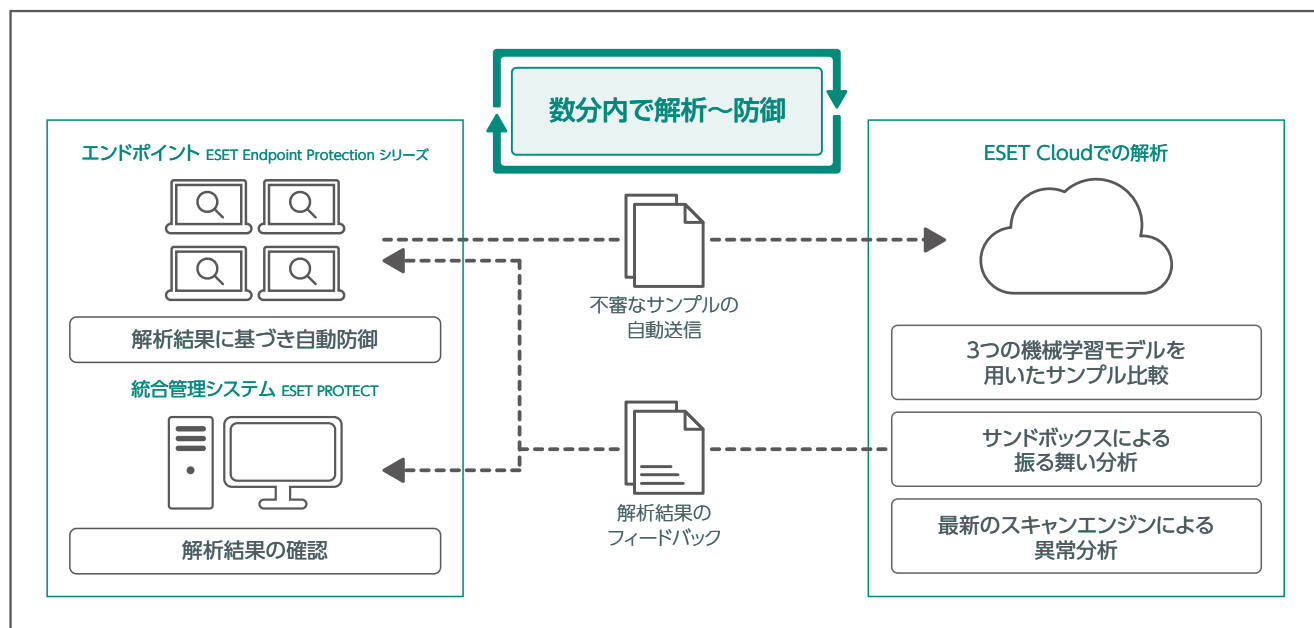 数分内で解析～防御
エンドポイント ESET Endpoint Protection シリーズ
解析結果に基づき自動防御
統合管理システム ESET PROTECT
解析結果の確認
不審なサンプルの
自動送信
解析結果の
フィードバック
ESET Cloudでの解析
3つの機械学習モデルを
用いたサンプル比較
サンドボックスによる
振る舞い分析
最新のスキャンエンジンによる
異常分析